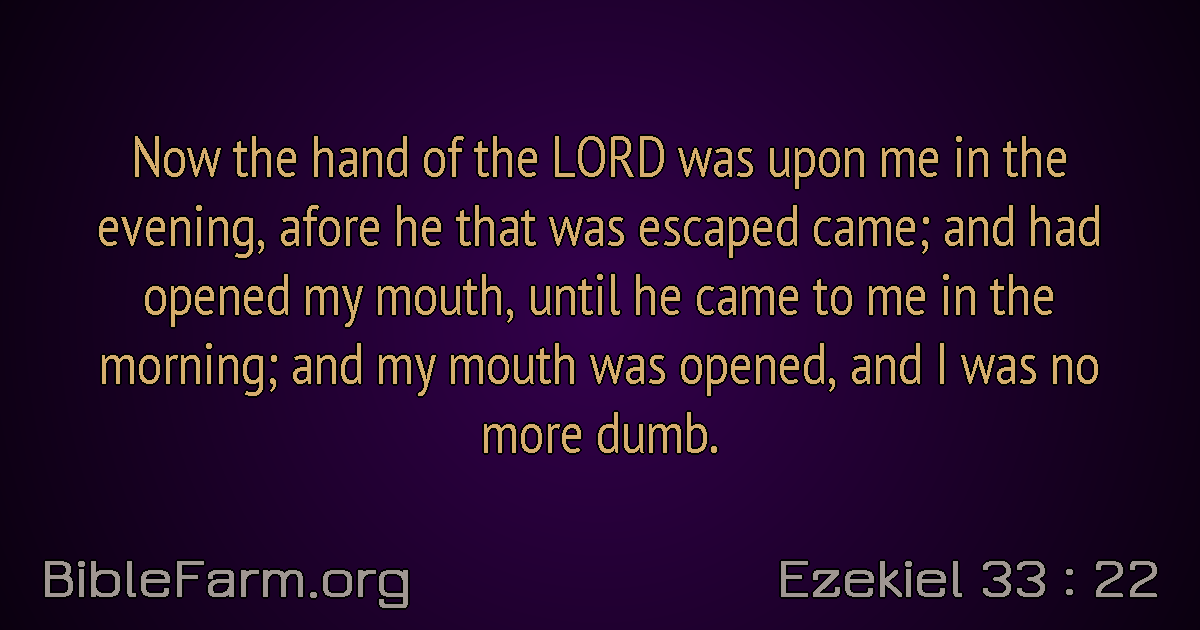 Now the hand of the LORD was upon me in the
evening, afore he that was escaped came; and had
opened my mouth, until he came to me in the
morning; and my mouth was opened, and I was no
more dumb.
BibleFarm.org
Ezekiel 33 : 22